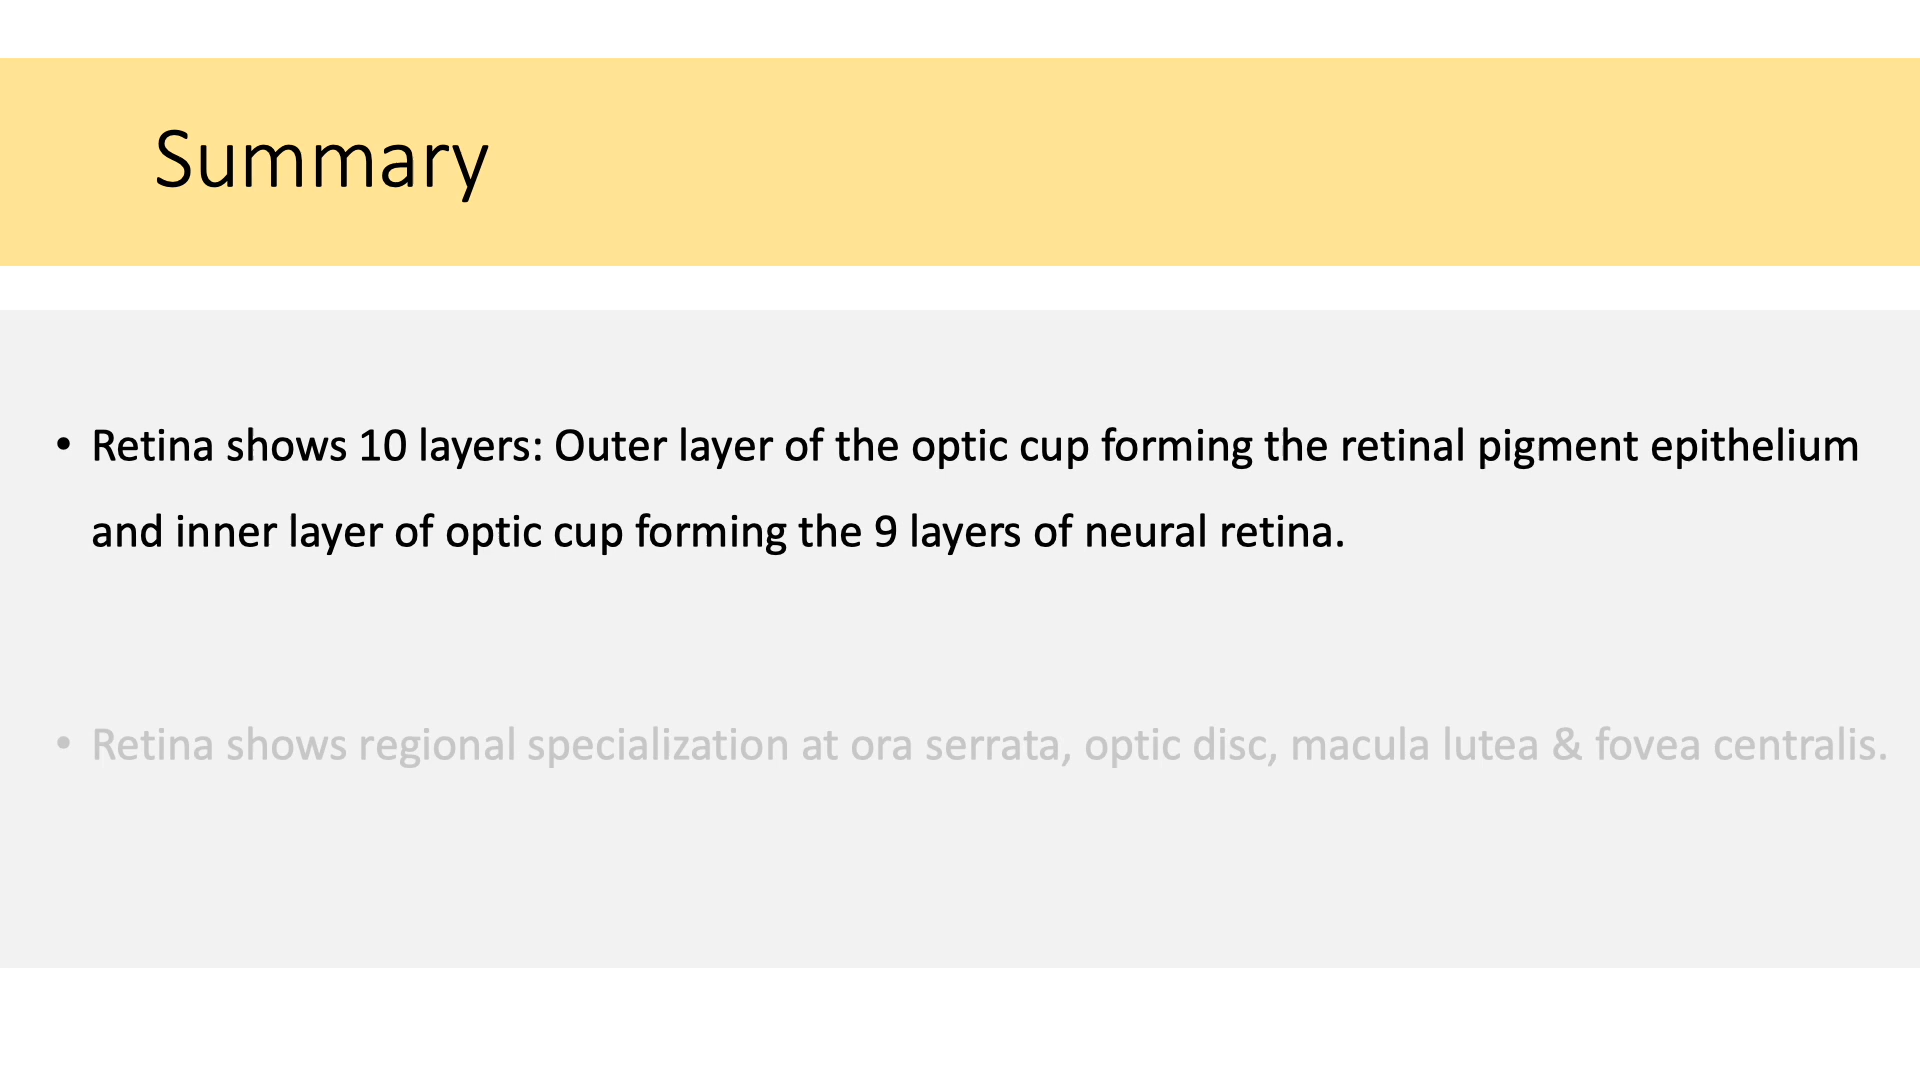 Summary
• Retina shows 10 layers: Outer layer of the optic cup forming the retinal pigment epithelium
and inner layer of optic cup forming the 9 layers of neural retina.
• Retina shows regional specialization at ora serrata, optic disc, macula lutea & fovea centralis.